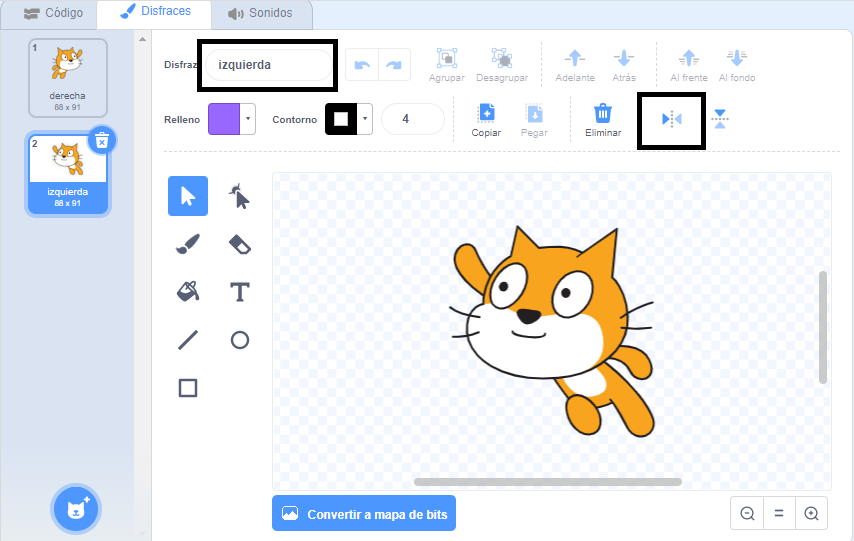 Código Disfraces Sonidos
1
derecha
88 x 91
2
izquierda
88 x 91
Disfraz izquierda Agrupar Desagrupar Adelante Atrás Al frente Al fondo
Relleno Contorno 4 Copiar Pegar Eliminar
T
Convertir a mapa de bits